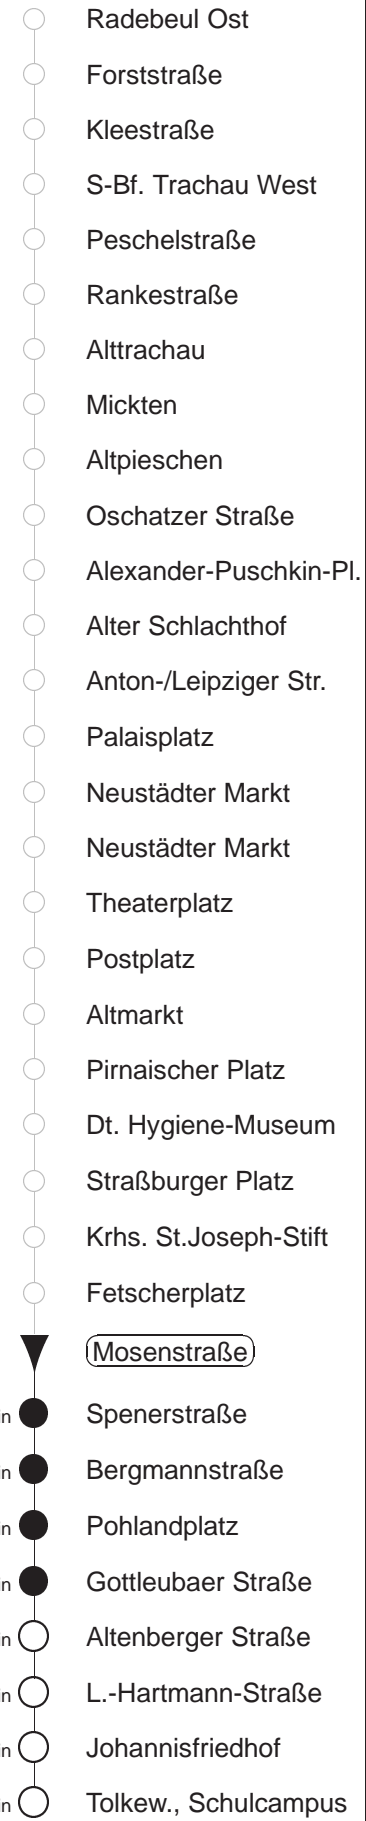 Radebeul Ost
Forststraße
Kleestraße
S-Bf. Trachau West
Peschelstraße
Rankestraße
Alttrachau
Mickten
Altpieschen
Oschatzer Straße
Alexander-Puschkin-Pl.
Alter Schlachthof
Anton-/Leipziger Str.
Palaisplatz
Neustädter Markt
Neustädter Markt
Theaterplatz
Postplatz
Altmarkt
Pirnaischer Platz
Dt. Hygiene-Museum
Straßburger Platz
Krhs. St.Joseph-Stift
Fetscherplatz
Mosenstraße
Spenerstraße
Bergmannstraße
Pohlandplatz
Gottleubaer Straße
Altenberger Straße
L.-Hartmann-Straße
Johannisfriedhof
Tolkew., Schulcampus